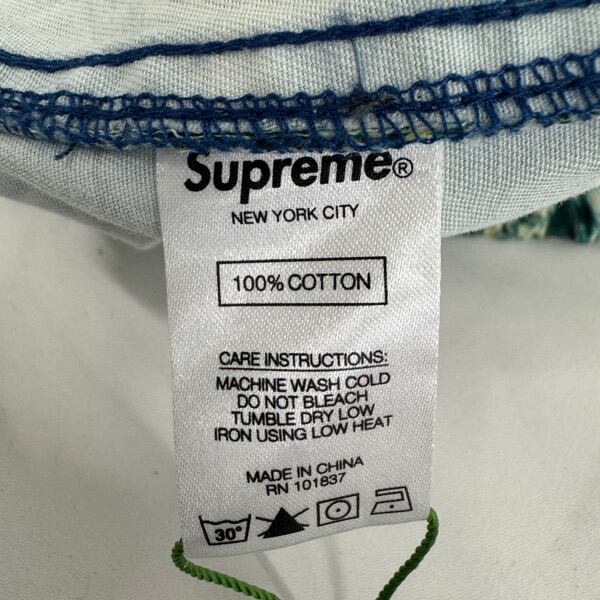 Supreme®
NEW YORK CITY
100% COTTON
CARE INSTRUCTIONS:
MACHINE WASH COLD
DO NOT BLEACH
TUMBLE DRY LOW
IRON USING LOW HEAT
MADE IN CHINA
RN 101837
30°